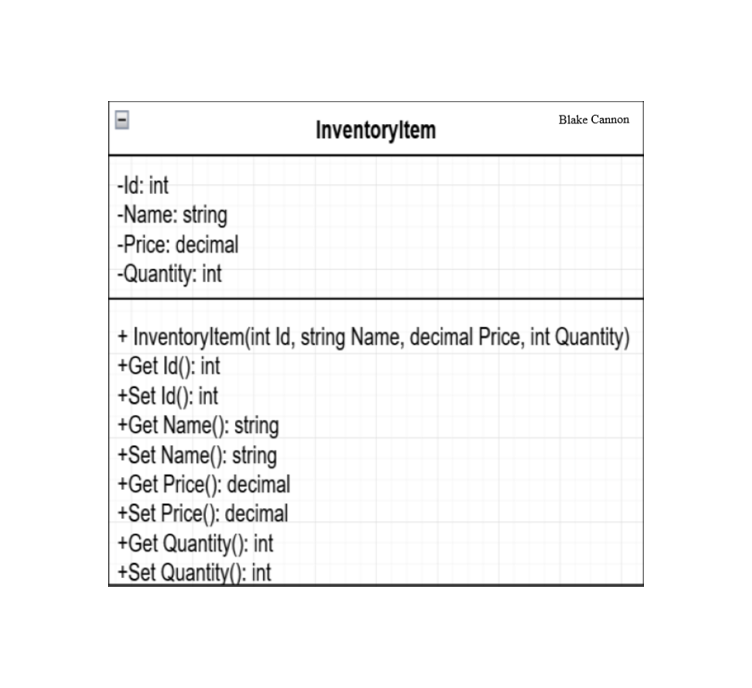 InventoryItem
Blake Cannon
-Id: int
-Name: string
-Price: decimal
-Quantity: int
+ InventoryItem(int Id, string Name, decimal Price, int Quantity)
+Get Id(): int
+Set Id(): int
+Get Name(): string
+Set Name(): string
+Get Price(): decimal
+Set Price(): decimal
+Get Quantity(): int
+Set Quantity(): int